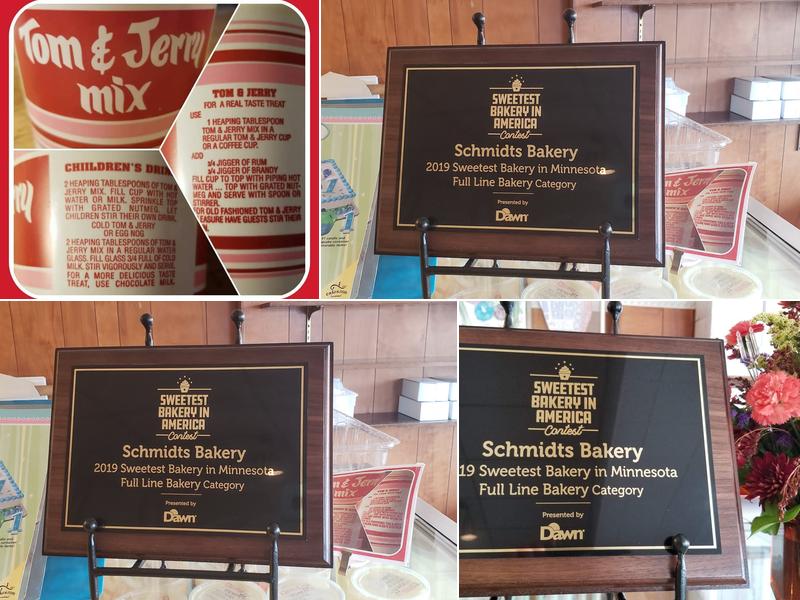 Tom & Jerry
mix
TOM & JERRY
FOR A REAL TASTE TREAT
USE
1 HEAPING TABLESPOON
TOM & JERRY MIX IN A
REGULAR TOM & JERRY CUP
OR A COFFEE CUP.
ADD
3/4 JIGGER OF RUM
3/4 JIGGER OF BRANDY
FILL CUP TO TOP WITH PIPING HOT
WATER ... TOP WITH GRATED NUT-
MEG AND SERVE WITH SPOON OR
STIRRER.
FOR OLD FASHIONED TOM & JERRY
EASURE HAVE GUESTS STIR THEIR
CHIILDREN'S DRIN
2 HEAPING TABLESPOONS OF TOM &
JERRY MIX. FILL CUP WITH HOT
WATER OR MILK. SPRINKLE TOP
WITH GRATED NUTMEG. LET
CHILDREN STIR THEIR OWN DRINK.
COLD TOM & JERRY
OR EGG NOG
2 HEAPING TABLESPOONS OF TOM &
JERRY MIX IN A REGULAR WATER
GLASS. FILL GLASS 3/4 FULL OF COLD
MILK. STIR VIGOROUSLY AND SERVE.
FOR A MORE DELICIOUS TASTE
TREAT, USE CHOCOLATE MILK.
SWEETEST
BAKERY IN
AMERICA
Contest
Schmidts Bakery
2019 Sweetest Bakery in Minnesota
Full Line Bakery Category
Presented by
Dawn
SWEETEST
BAKERY IN
AMERICA
Contest
Schmidts Bakery
2019 Sweetest Bakery in Minnesota
Full Line Bakery Category
Presented by
Dawn
m & Jerry
mix
SWEETEST
BAKERY IN
AMERICA
Contest
Schmidts Bakery
19 Sweetest Bakery in Minnesota
Full Line Bakery Category
Presented by
Dawn